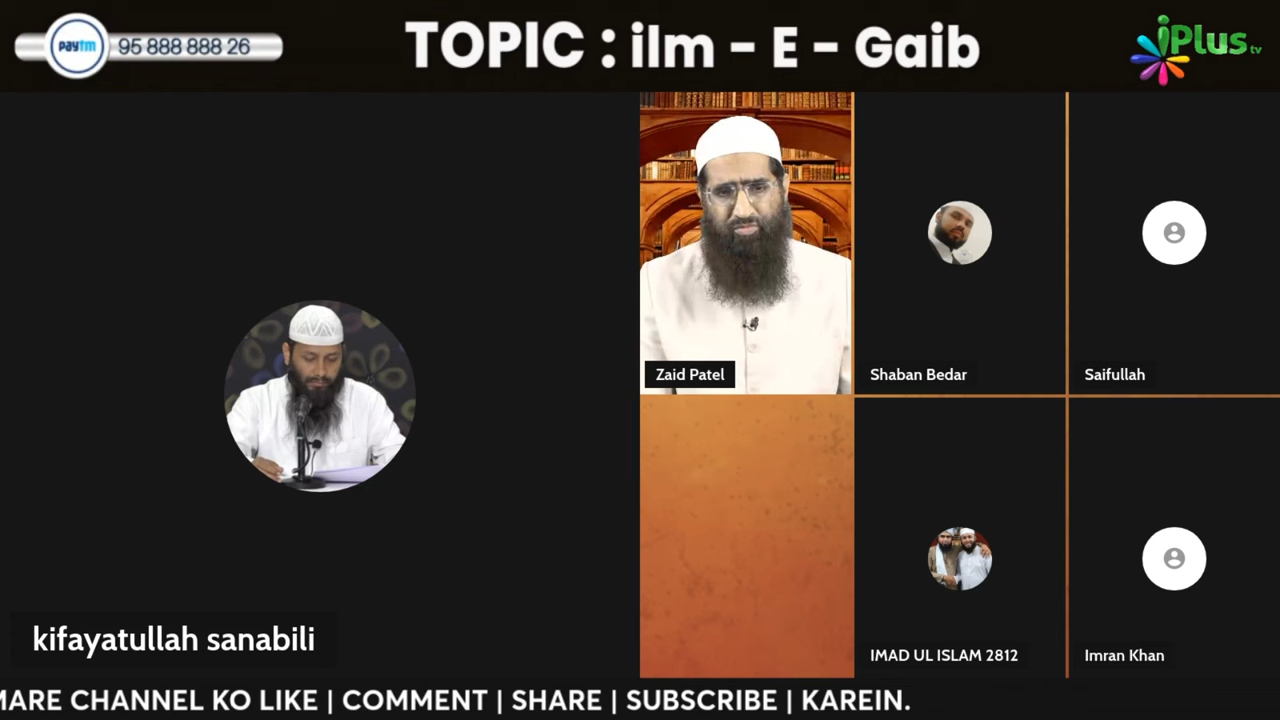 paytm 95 888 888 26
TOPIC : ilm - E - Gaib
iPlus tv
Zaid Patel
Shaban Bedar
Saifullah
kifayatullah sanabili
IMAD UL ISLAM 2812
Imran Khan
MARE CHANNEL KO LIKE | COMMENT | SHARE | SUBSCRIBE | KAREIN.